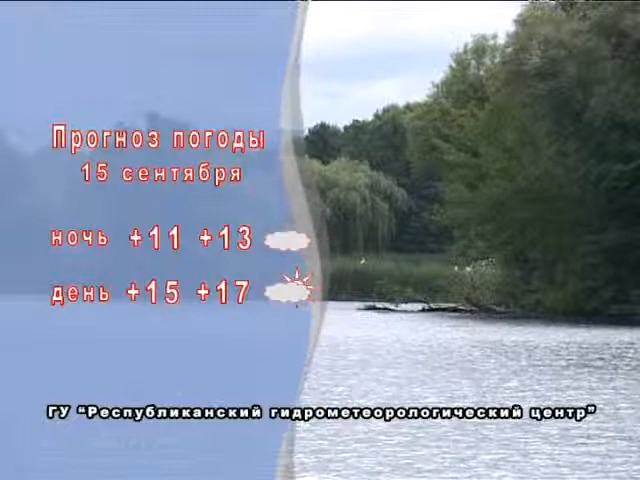 Прогноз погоды
15 сентября
ночь +11 +13
день +15 +17
ГУ “Республиканский гидрометеорологический центр”